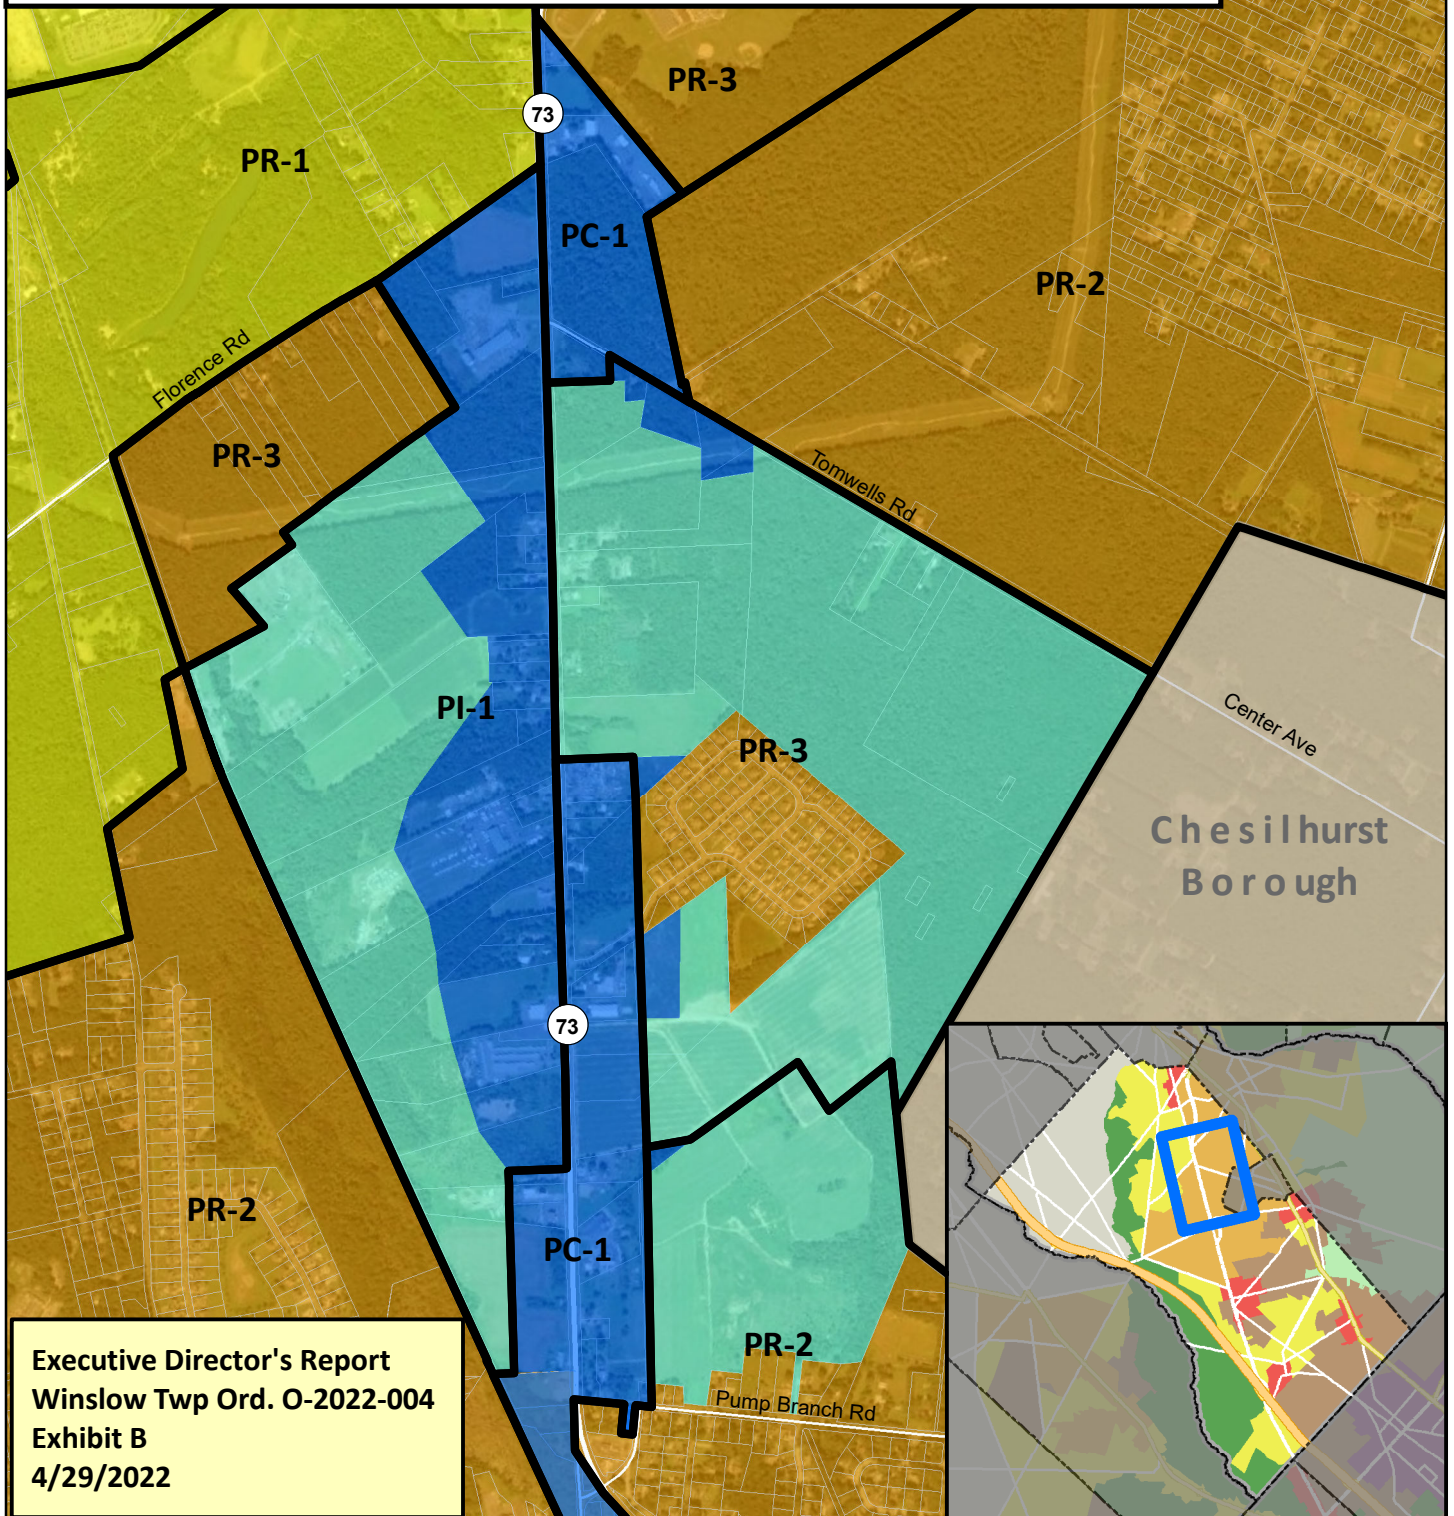 PR-3
73
PR-1
PC-1
PR-2
Florence Rd
PR-3
Tomwells Rd
PI-1
Center Ave
PR-3
Chesilhurst
Borough
73
PR-2
PC-1
PR-2
Pump Branch Rd
Executive Director's Report
Winslow Twp Ord. O-2022-004
Exhibit B
4/29/2022